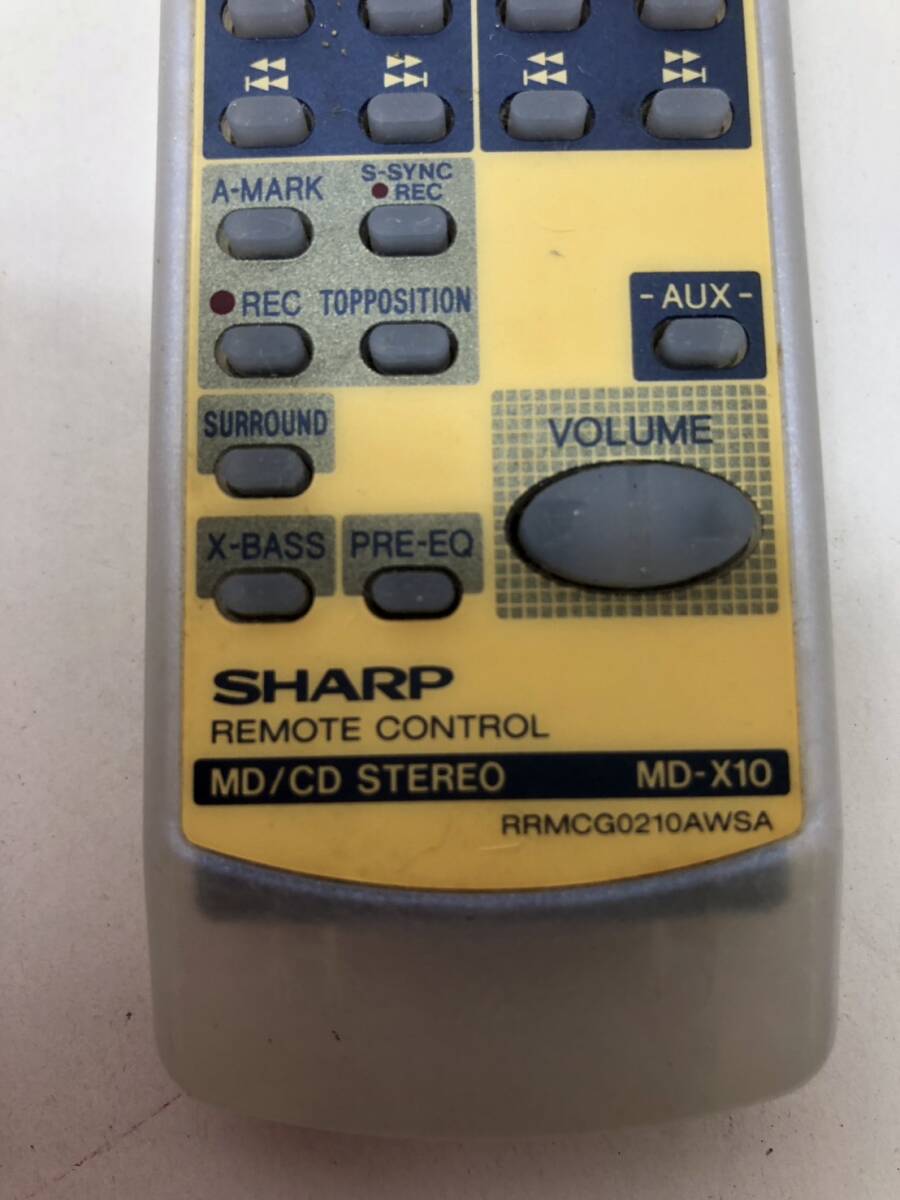 A-MARK
S-SYNC
REC
REC
TOPPOSITION
- AUX -
SURROUND
VOLUME
X-BASS
PRE-EQ
SHARP
REMOTE CONTROL
MD/CD STEREO
MD-X10
RRMCG0210AWSA